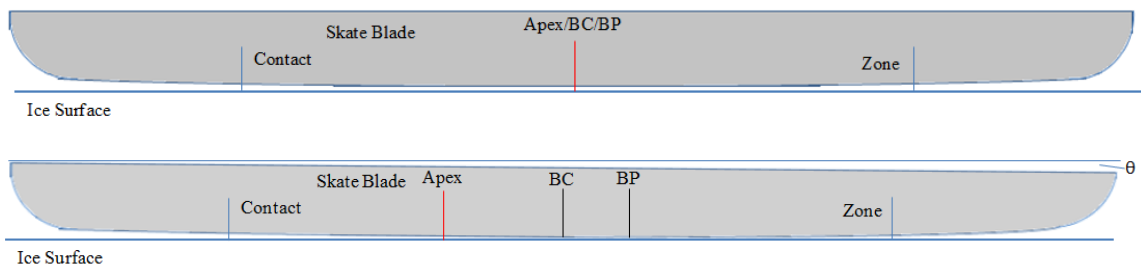 Skate Blade Apex/BC/BP
Contact Zone
Ice Surface
θ
Skate Blade Apex BC BP
Contact Zone
Ice Surface